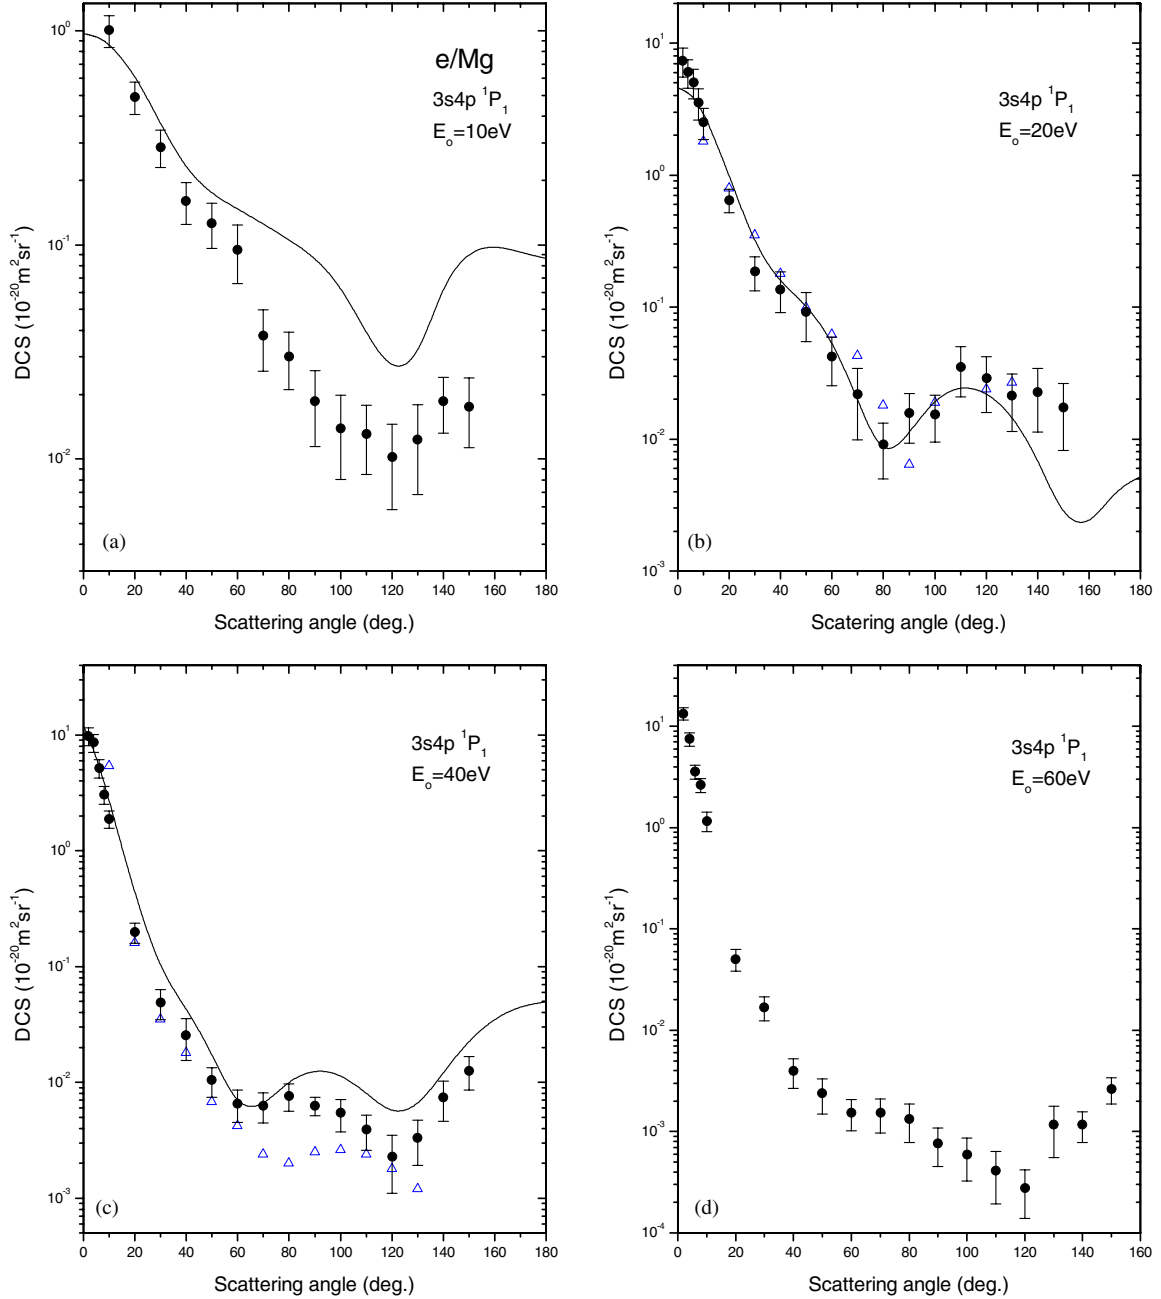 e/Mg
3s4p ¹P₁
Eₒ=10eV
DCS (10⁻²⁰m²sr⁻¹)
10⁰
10⁻¹
10⁻²
(a)
0 20 40 60 80 100 120 140 160 180
Scattering angle (deg.)
3s4p ¹P₁
Eₒ=20eV
DCS (10⁻²⁰m²sr⁻¹)
10¹
10⁰
10⁻¹
10⁻²
10⁻³
(b)
0 20 40 60 80 100 120 140 160 180
Scatering angle (deg.)
3s4p ¹P₁
Eₒ=40eV
DCS (10⁻²⁰m²sr⁻¹)
10¹
10⁰
10⁻¹
10⁻²
10⁻³
(c)
0 20 40 60 80 100 120 140 160 180
Scattering angle (deg.)
3s4p ¹P₁
Eₒ=60eV
DCS (10⁻²⁰m²sr⁻¹)
10¹
10⁰
10⁻¹
10⁻²
10⁻³
10⁻⁴
(d)
0 20 40 60 80 100 120 140 160
Scattering angle (deg.)